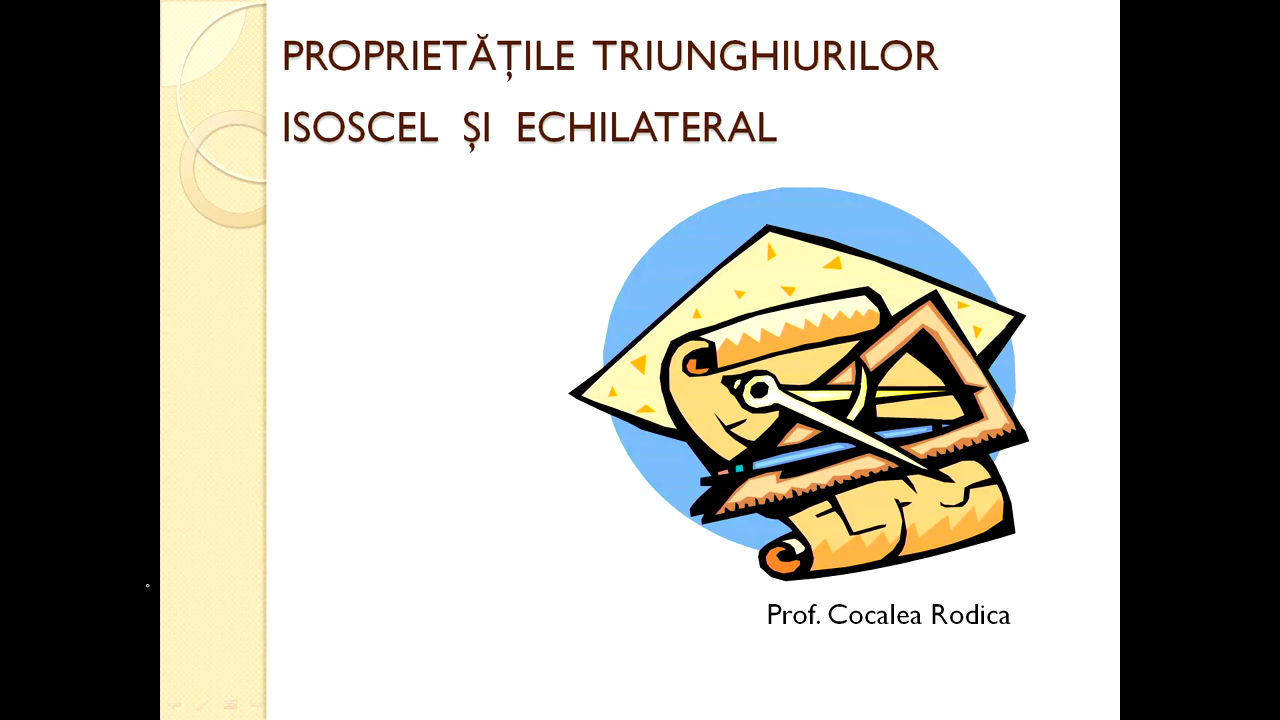 PROPRIETĂȚILE TRIUNGHIURILOR
ISOSCEL ȘI ECHILATERAL
Prof. Cocalea Rodica